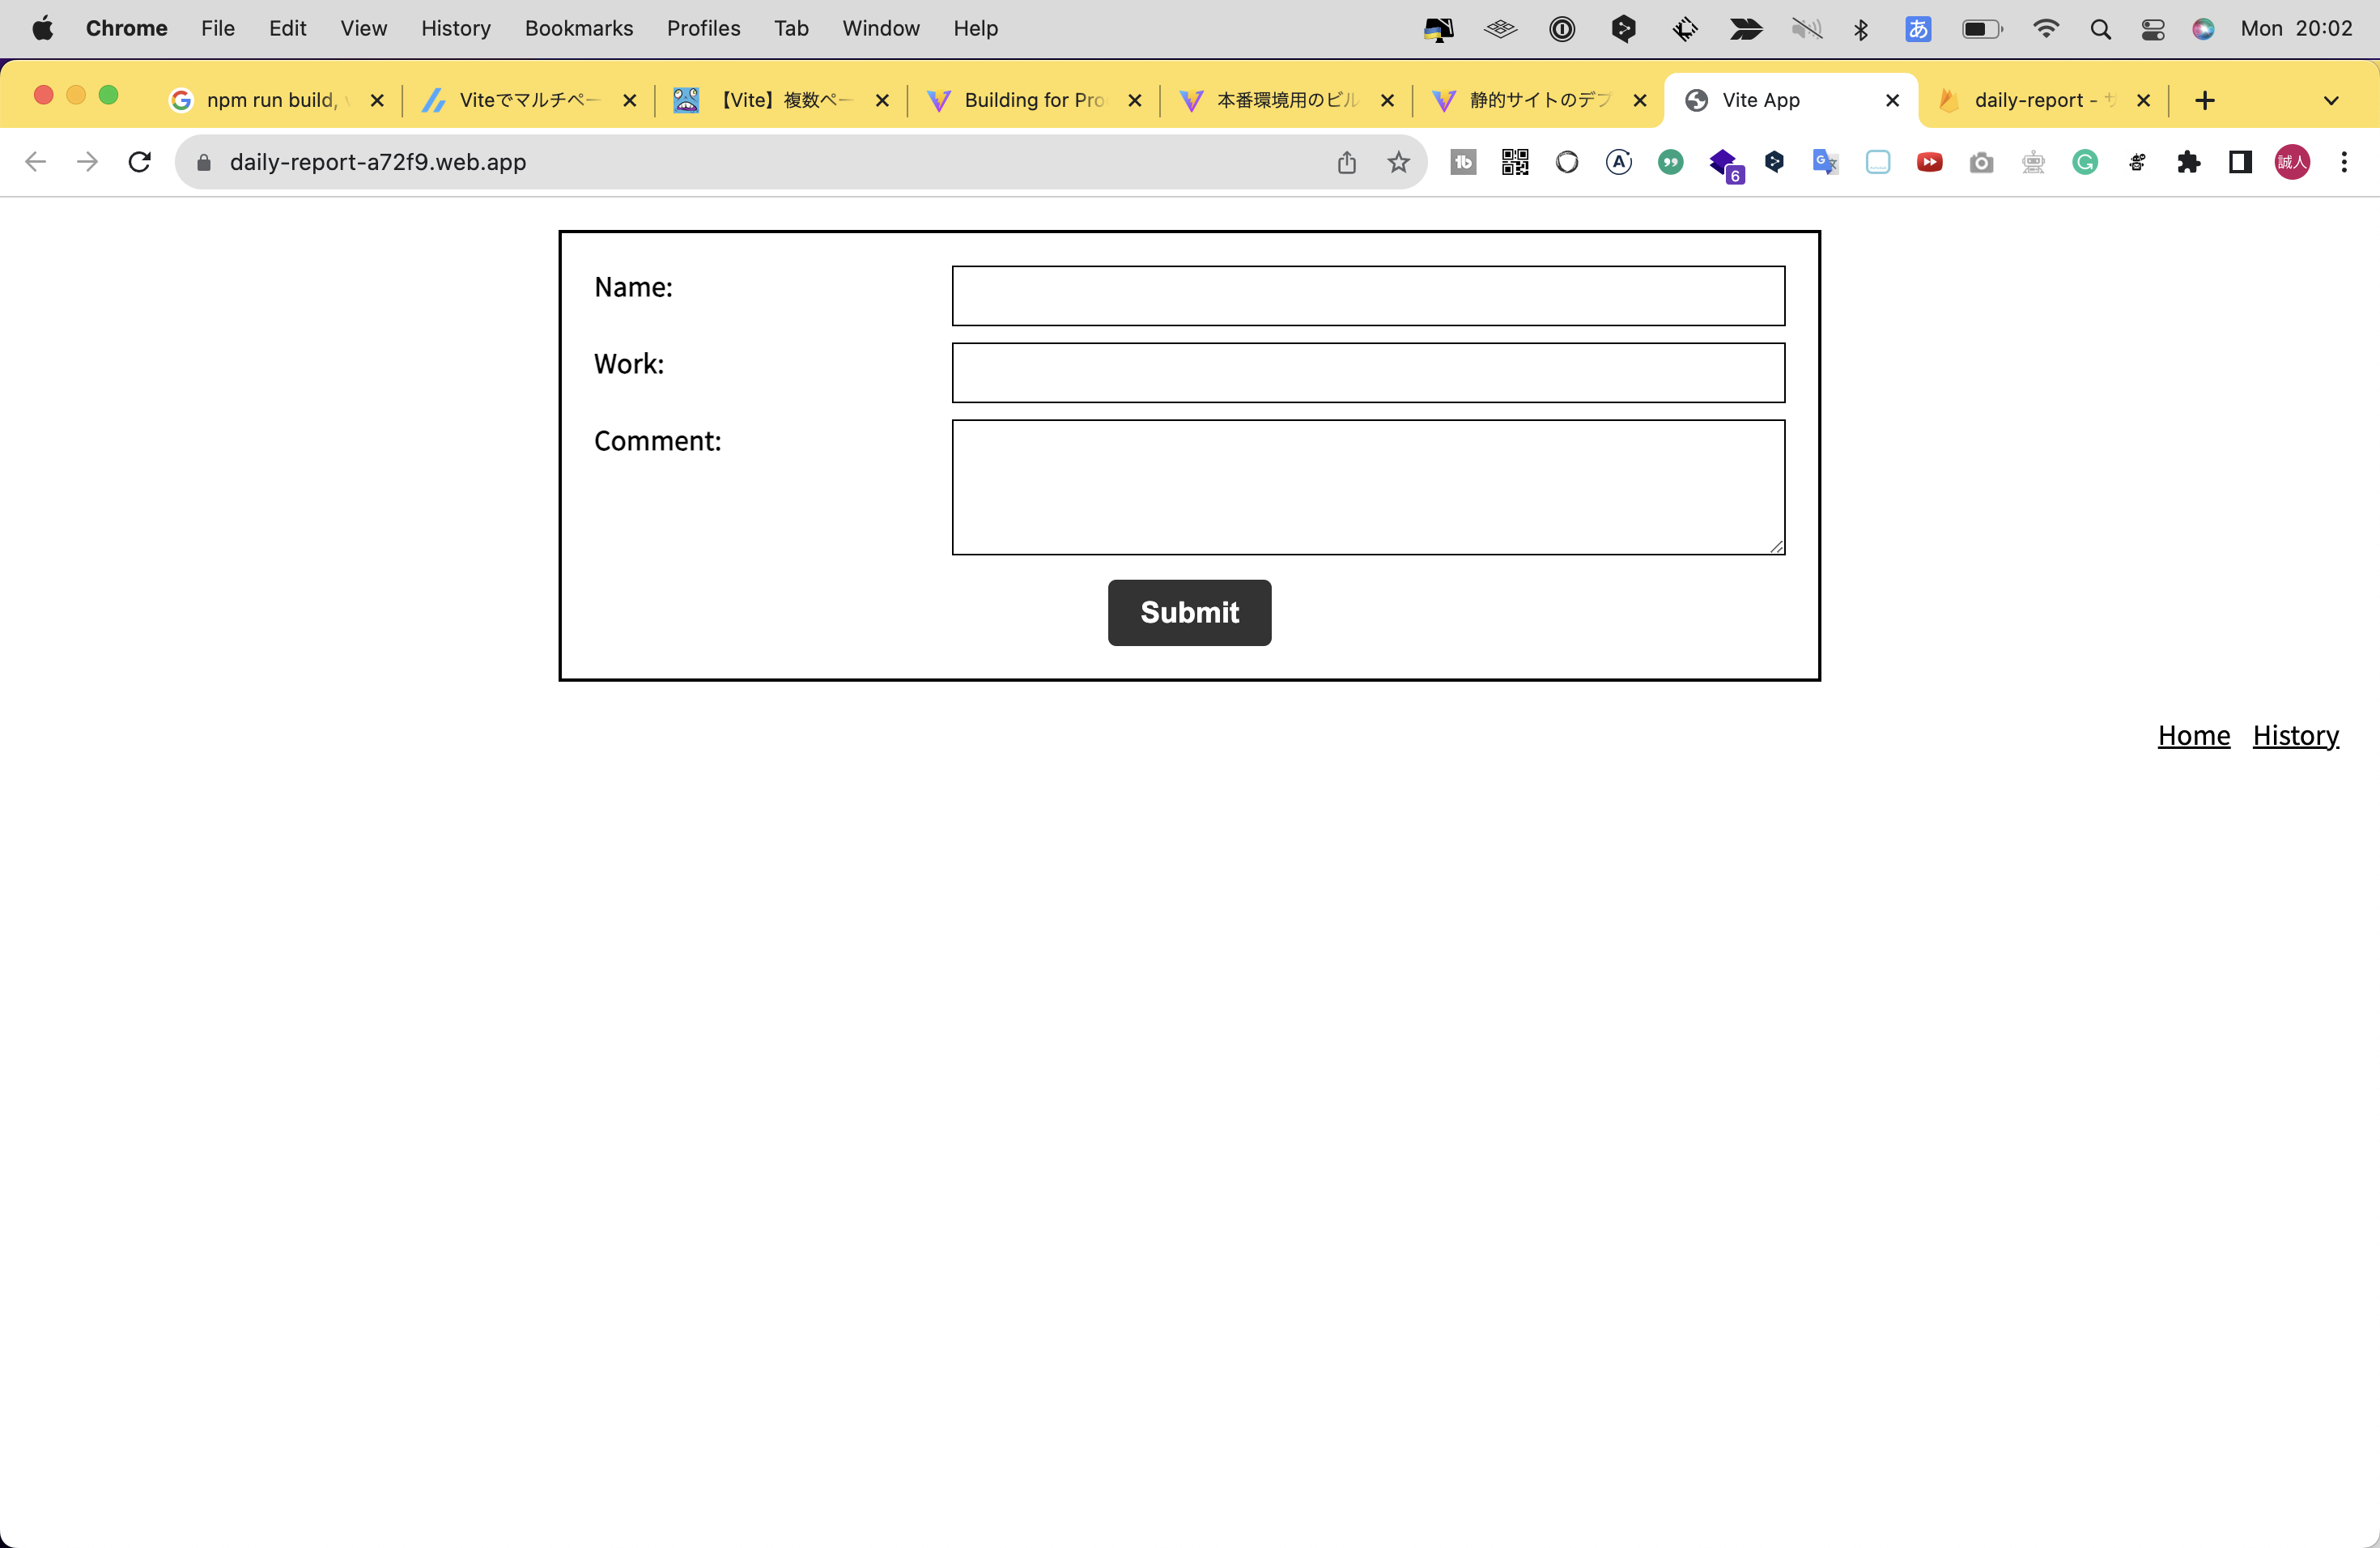 Chrome File Edit View History Bookmarks Profiles Tab Window Help あ Mon 20:02
npm run build, Viteでマルチペー 【Vite】複数ペー Building for Pro 本番環境用のビル 静的サイトのデプ Vite App daily-report - サ
daily-report-a72f9.web.app 6 誠人
Name:
Work:
Comment:
Submit
Home History